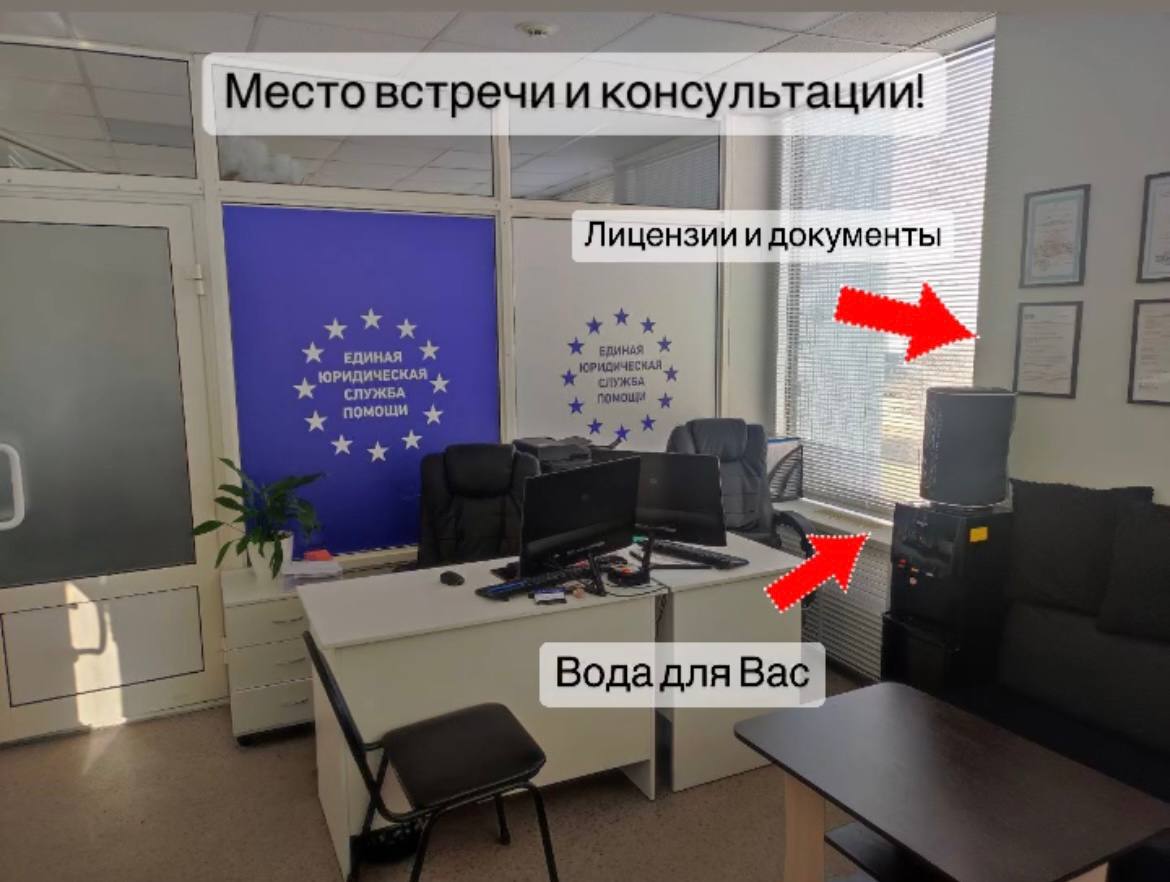 Место встречи и консультации!
Лицензии и документы
ЕДИНАЯ
ЮРИДИЧЕСКАЯ
СЛУЖБА
ПОМОЩИ
ЕДИНАЯ
ЮРИДИЧЕСКАЯ
СЛУЖБА
ПОМОЩИ
Вода для Вас